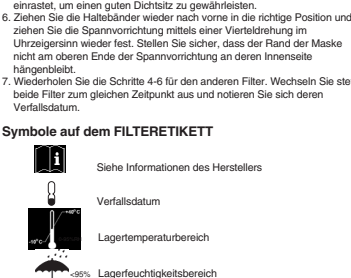 einrastet, um einen guten Dichtsitz zu gewährleisten.
6. Ziehen Sie die Haltebänder wieder nach vorne in die richtige Position und
ziehen Sie die Spannvorrichtung mittels einer Vierteldrehung im
Uhrzeigersinn wieder fest. Stellen Sie sicher, dass der Rand der Maske
nicht am oberen Ende der Spannvorrichtung an deren Innenseite
hängenbleibt.
7. Wiederholen Sie die Schritte 4-6 für den anderen Filter. Wechseln Sie ste
beide Filter zum gleichen Zeitpunkt aus und notieren Sie sich deren
Verfallsdatum.
Symbole auf dem FILTERETIKETT
i
Siehe Informationen des Herstellers
Verfallsdatum
+40°C
-10°C
Lagertemperaturbereich
<95% Lagerfeuchtigkeitsbereich